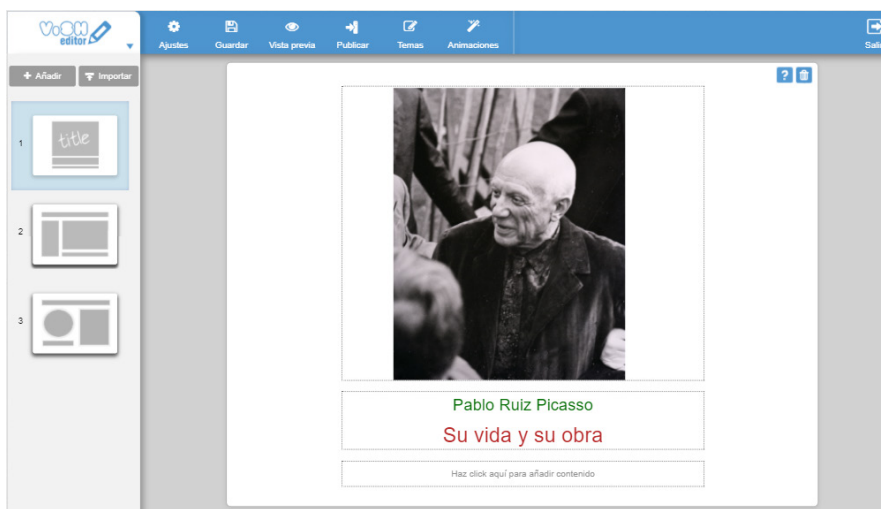 ViSH
editor
Ajustes
Guardar
Vista previa
Publicar
Temas
Animaciones
Añadir
Importar
1
title
2
3
?
Pablo Ruiz Picasso
Su vida y su obra
Haz click aquí para añadir contenido